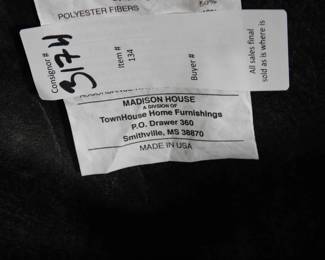 POLYESTER FIBERS
Consignor #
3174
Item #
134
Buyer #
All sales final
sold as is where is
MADISON HOUSE
A DIVISION OF
TownHouse Home Furnishings
P.O. Drawer 360
Smithville, MS 38870
MADE IN USA